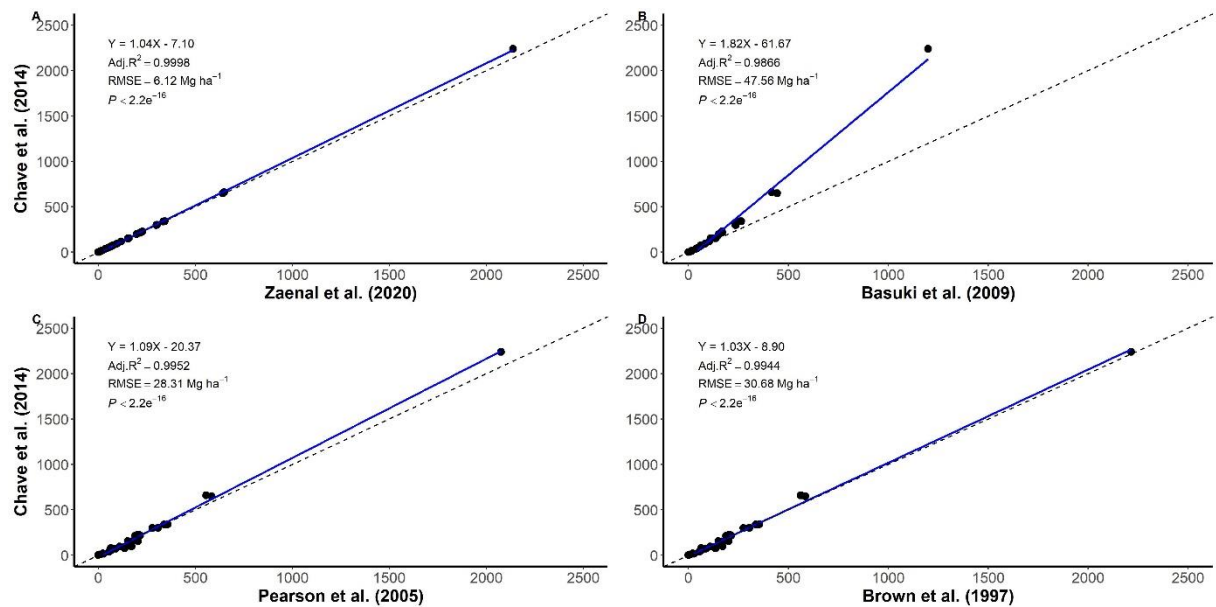 A
Y = 1.04X - 7.10
Adj.R² – 0.9998
RMSE – 6.12 Mg ha⁻¹
P < 2.2e⁻¹⁶
2500
2000
1500
1000
500
0
Chave et al. (2014)
0 500 1000 1500 2000 2500
Zaenal et al. (2020)
B
Y = 1.82X - 61.67
Adj.R² – 0.9866
RMSE – 47.56 Mg ha⁻¹
P < 2.2e⁻¹⁶
2500
2000
1500
1000
500
0
0 500 1000 1500 2000 2500
Basuki et al. (2009)
C
Y = 1.09X - 20.37
Adj.R² – 0.9952
RMSE = 28.31 Mg ha⁻¹
P < 2.2e⁻¹⁶
2500
2000
1500
1000
500
0
Chave et al. (2014)
0 500 1000 1500 2000 2500
Pearson et al. (2005)
D
Y = 1.03X - 8.90
Adj.R² – 0.9944
RMSE = 30.68 Mg ha⁻¹
P < 2.2e⁻¹⁶
2500
2000
1500
1000
500
0
0 500 1000 1500 2000 2500
Brown et al. (1997)